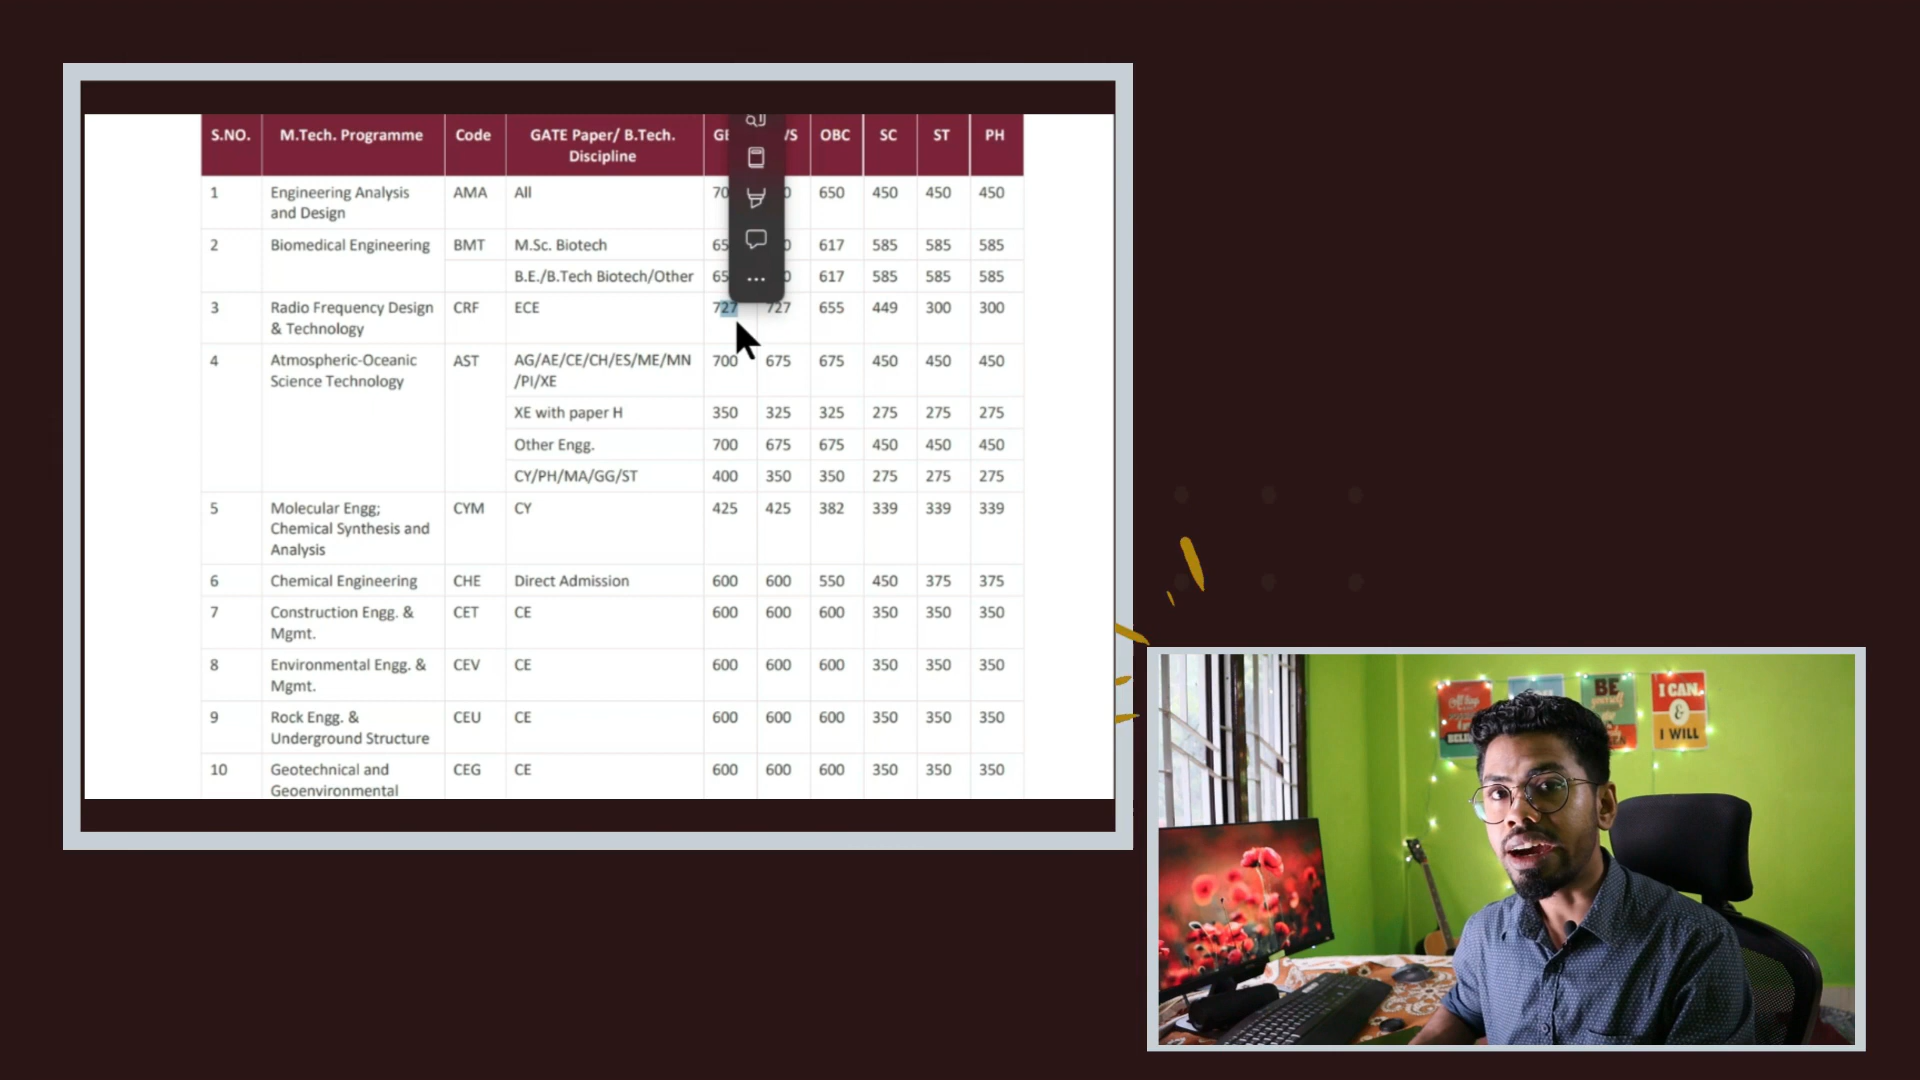 S.NO. M.Tech. Programme Code GATE Paper/ B.Tech. OBC SC ST PH
Discipline
1 Engineering Analysis AMA All 650 450 450 450
and Design
2 Biomedical Engineering BMT M.Sc. Biotech 617 585 585 585
B.E./B.Tech Biotech/Other 617 585 585 585
3 Radio Frequency Design CRF ECE 727 727 655 449 300 300
& Technology
4 Atmospheric-Oceanic AST AG/AE/CE/CH/ES/ME/MN 700 675 675 450 450 450
Science Technology /PI/XE
XE with paper H 350 325 325 275 275 275
Other Engg. 700 675 675 450 450 450
CY/PH/MA/GG/ST 400 350 350 275 275 275
5 Molecular Engg; CYM CY 425 425 382 339 339 339
Chemical Synthesis and
Analysis
6 Chemical Engineering CHE Direct Admission 600 600 550 450 375 375
7 Construction Engg. & CET CE 600 600 600 350 350 350
Mgmt.
8 Environmental Engg. & CEV CE 600 600 600 350 350 350
Mgmt.
9 Rock Engg. & CEU CE 600 600 600 350 350 350
Underground Structure
10 Geotechnical and CEG CE 600 600 600 350 350 350
Geoenvironmental
BE
I CAN
&
I WILL